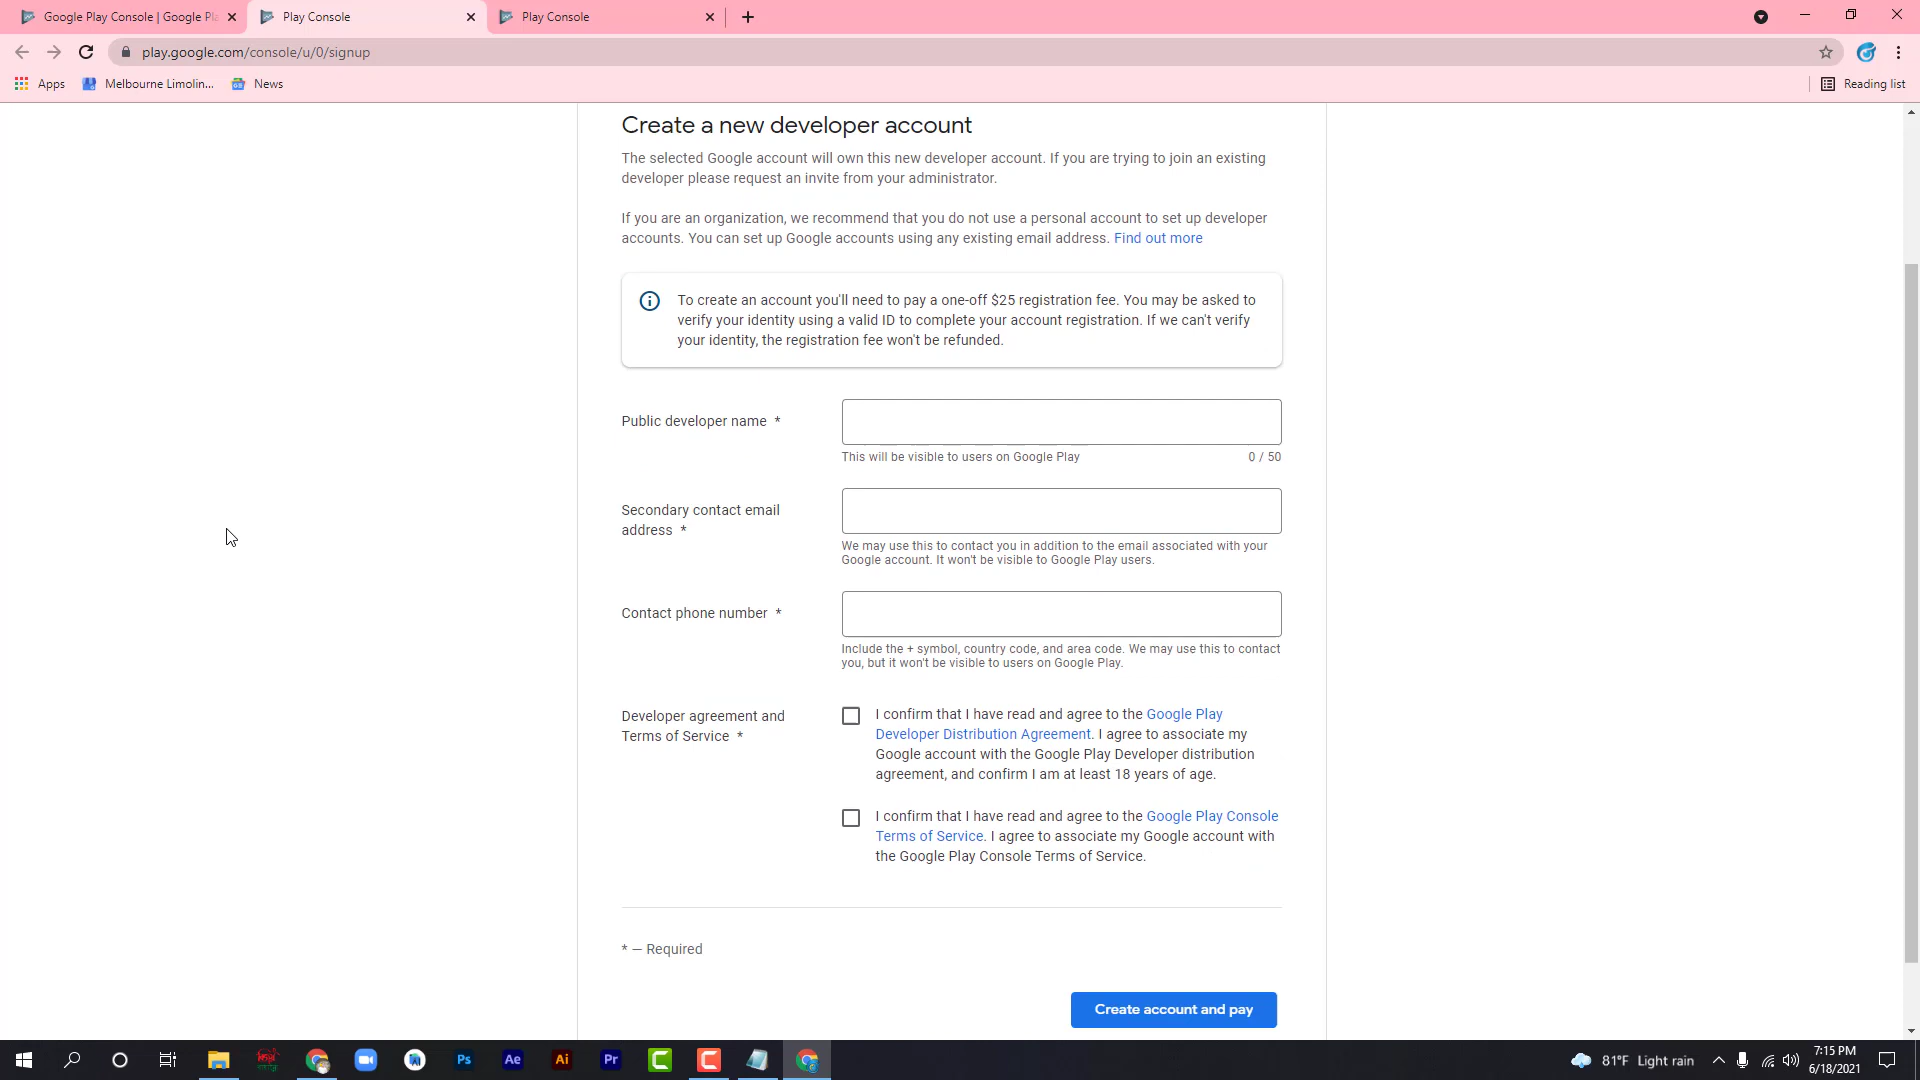 Google Play Console | Google Pla
Play Console
Play Console
play.google.com/console/u/0/signup
Apps
Melbourne Limolin...
News
Reading list
Create a new developer account
The selected Google account will own this new developer account. If you are trying to join an existing
developer please request an invite from your administrator.
If you are an organization, we recommend that you do not use a personal account to set up developer
accounts. You can set up Google accounts using any existing email address. Find out more
To create an account you'll need to pay a one-off $25 registration fee. You may be asked to
verify your identity using a valid ID to complete your account registration. If we can't verify
your identity, the registration fee won't be refunded.
Public developer name *
This will be visible to users on Google Play
0 / 50
Secondary contact email
address *
We may use this to contact you in addition to the email associated with your
Google account. It won't be visible to Google Play users.
Contact phone number *
Include the + symbol, country code, and area code. We may use this to contact
you, but it won't be visible to users on Google Play.
Developer agreement and
Terms of Service *
I confirm that I have read and agree to the Google Play
Developer Distribution Agreement. I agree to associate my
Google account with the Google Play Developer distribution
agreement, and confirm I am at least 18 years of age.
I confirm that I have read and agree to the Google Play Console
Terms of Service. I agree to associate my Google account with
the Google Play Console Terms of Service.
* — Required
Create account and pay
Ps
Ae
Ai
Pr
81°F Light rain
7:15 PM
6/18/2021